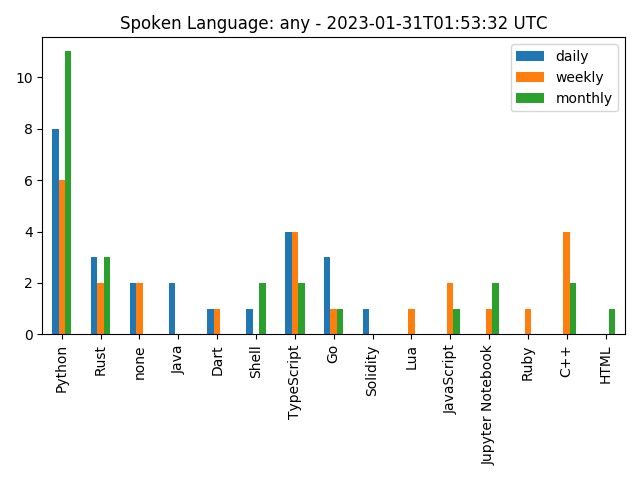 Spoken Language: any - 2023-01-31T01:53:32 UTC
daily
weekly
monthly
10
8
6
4
2
0
Python
Rust
none
Java
Dart
Shell
TypeScript
Go
Solidity
Lua
JavaScript
Jupyter Notebook
Ruby
C++
HTML